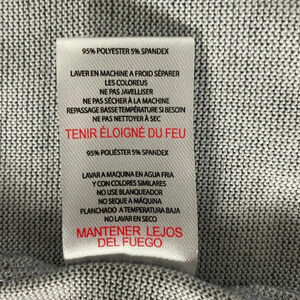 95% POLYESTER 5% SPANDEX
LAVER EN MACHINE A FROID SÉPARER
LES COLOREUS
NE PAS JAVELLISER
NE PAS SÉCHER À LA MACHINE
REPASSAGE BASSE TEMPÉRATURE SI BESOIN
NE PAS NETTOYER À SEC
TENIR ÉLOIGNÉ DU FEU
95% POLIÉSTER 5% SPANDEX
LAVAR A MAQUINA EN AGUA FRIA
Y CON COLORES SIMILARES
NO USE BLANQUEADOR
NO SEQUE A MÁQUINA
PLANCHADO A TEMPERATURA BAJA
NO LAVAR EN SECO
MANTENER LEJOS
DEL FUEGO